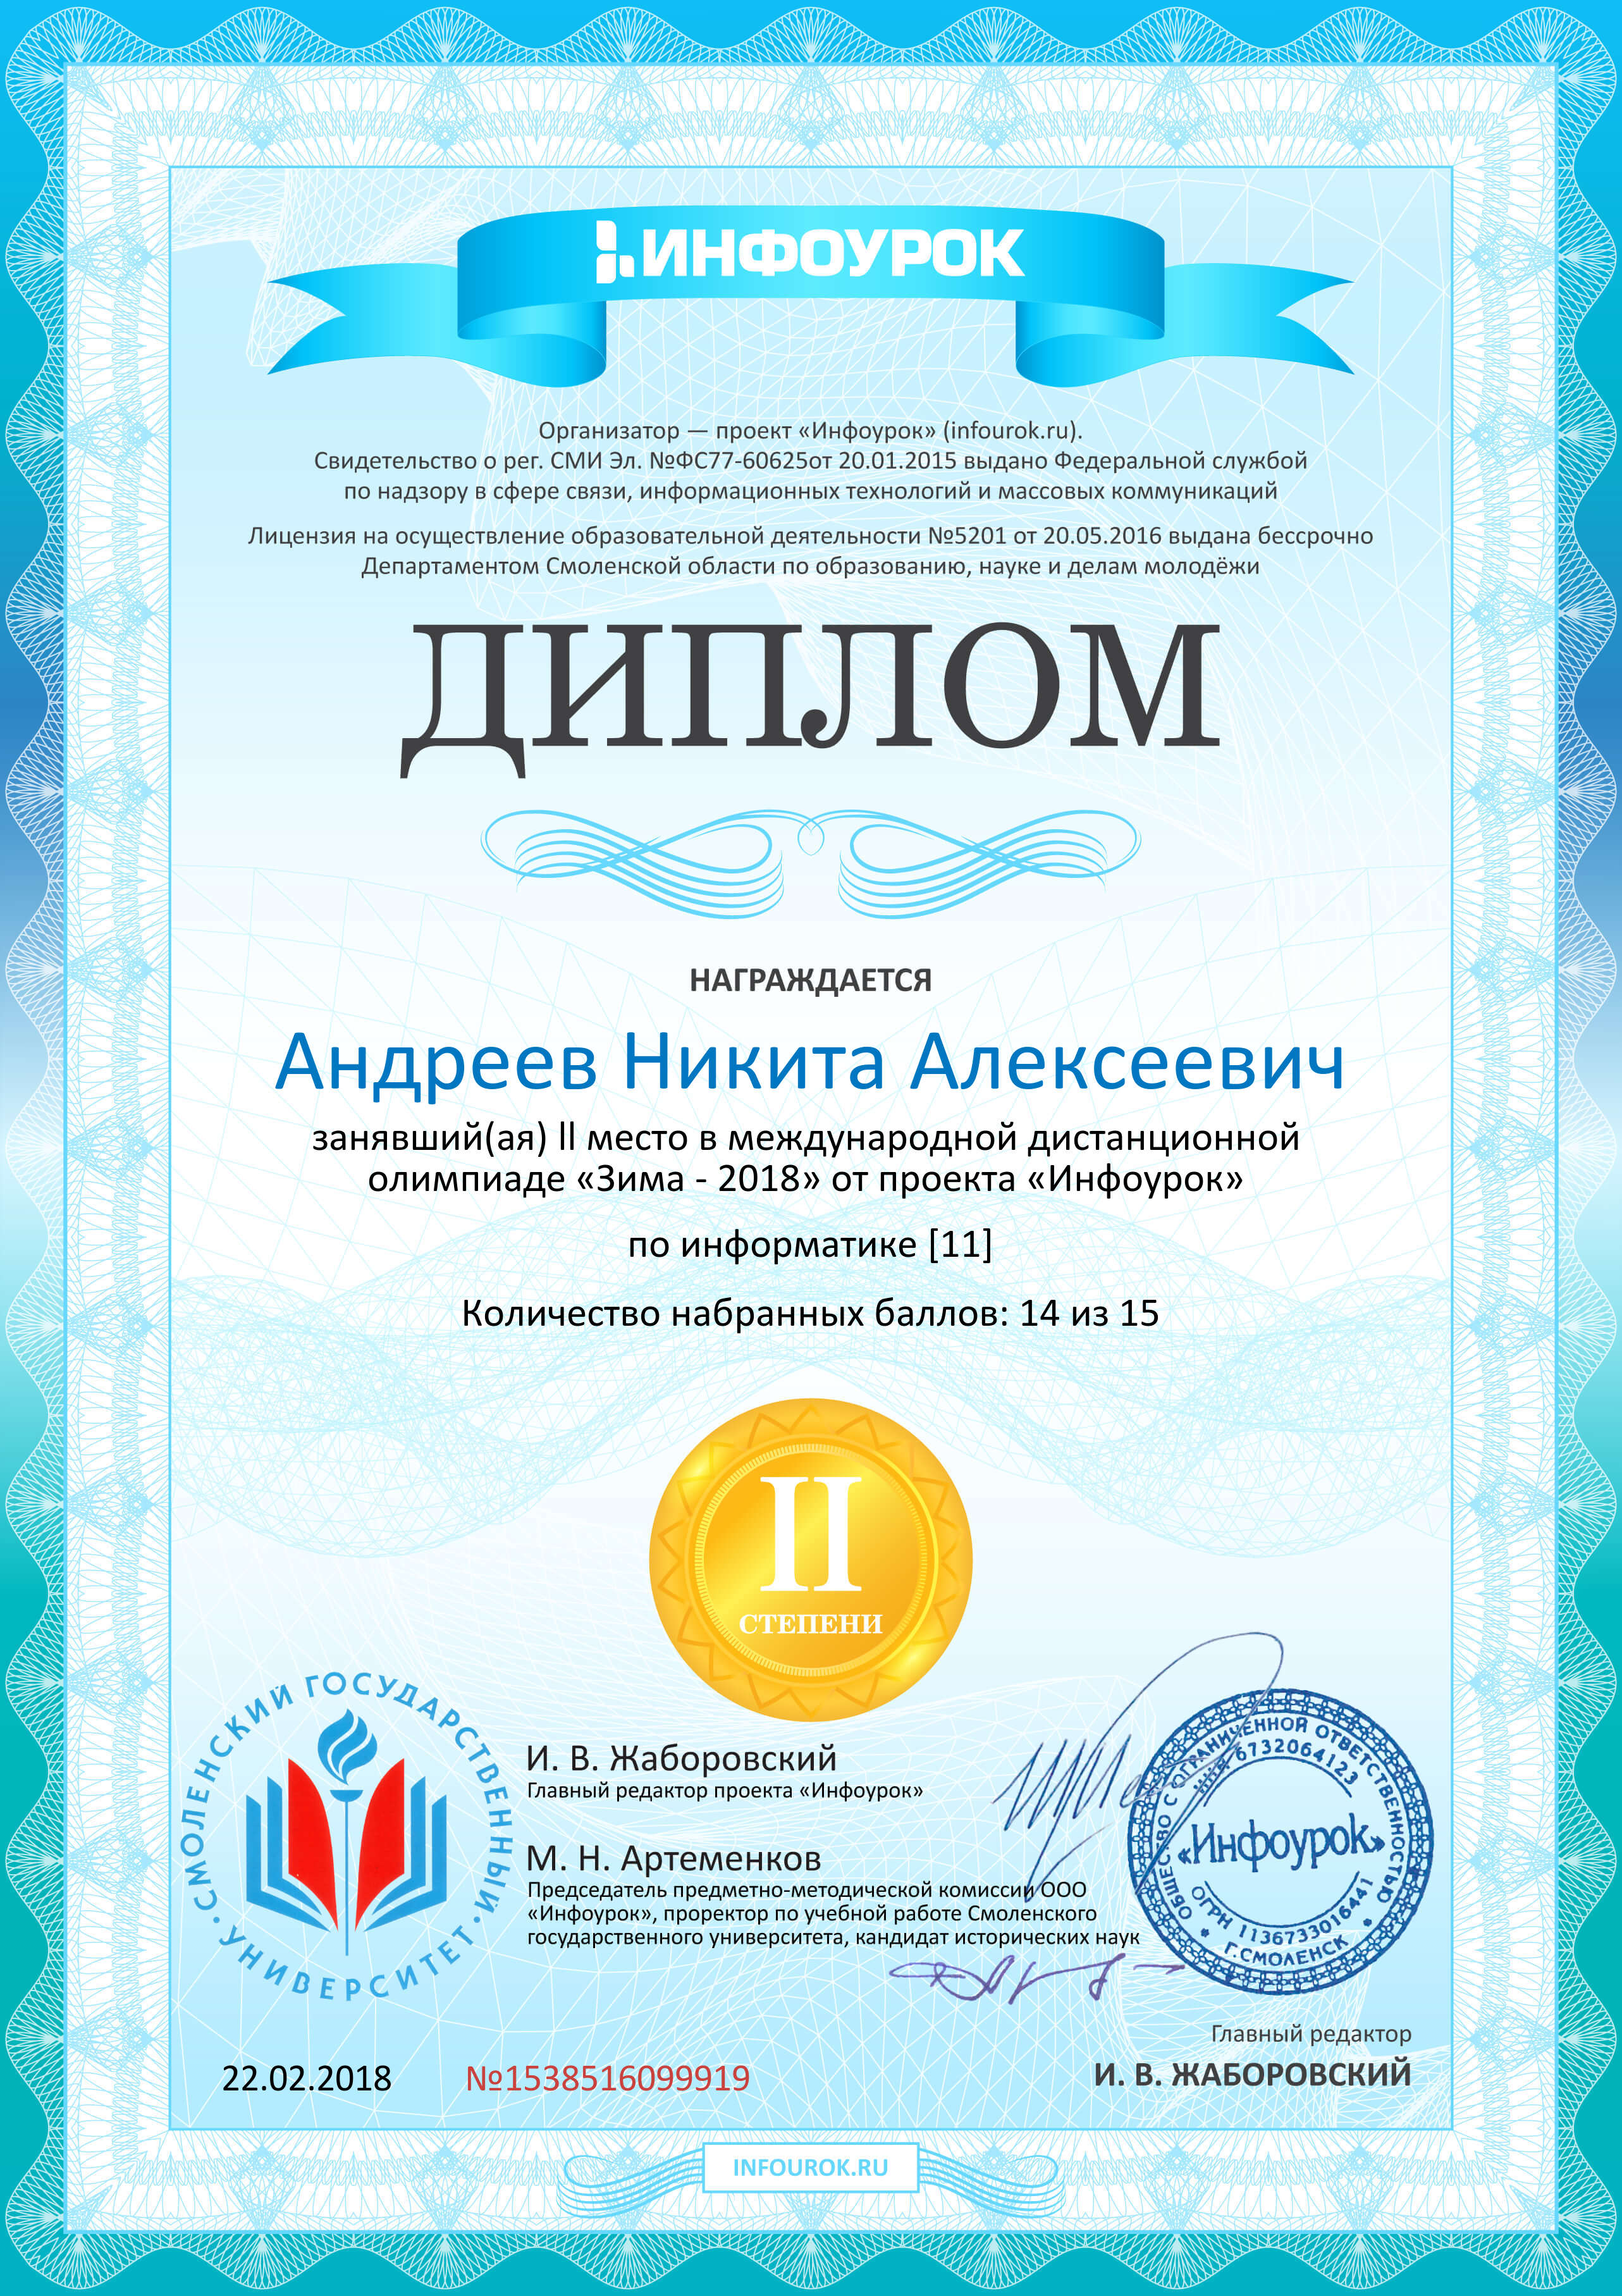 ИНФОУРОК
Организатор — проект «Инфоурок» (infourok.ru).
Свидетельство о рег. СМИ Эл. №ФС77-60625от 20.01.2015 выдано Федеральной службой
по надзору в сфере связи, информационных технологий и массовых коммуникаций
Лицензия на осуществление образовательной деятельности №5201 от 20.05.2016 выдана бессрочно
Департаментом Смоленской области по образованию, науке и делам молодёжи
ДИПЛОМ
НАГРАЖДАЕТСЯ
Андреев Никита Алексеевич
занявший(ая) II место в международной дистанционной
олимпиаде «Зима - 2018» от проекта «Инфоурок»
по информатике [11]
Количество набранных баллов: 14 из 15
II
СТЕПЕНИ
СМОЛЕНСКИЙ ГОСУДАРСТВЕННЫЙ
УНИВЕРСИТЕТ
И. В. Жаборовский
Главный редактор проекта «Инфоурок»
М. Н. Артеменков
Председатель предметно-методической комиссии ООО
«Инфоурок», проректор по учебной работе Смоленского
государственного университета, кандидат исторических наук
ОБЩЕСТВО С ОГРАНИЧЕННОЙ ОТВЕТСТВЕННОСТЬЮ
ИНН 6732064123
«Инфоурок»
ОГРН 1136733016441
Г.СМОЛЕНСК
Главный редактор
И. В. ЖАБОРОВСКИЙ
22.02.2018 №1538516099919
INFOUROK.RU